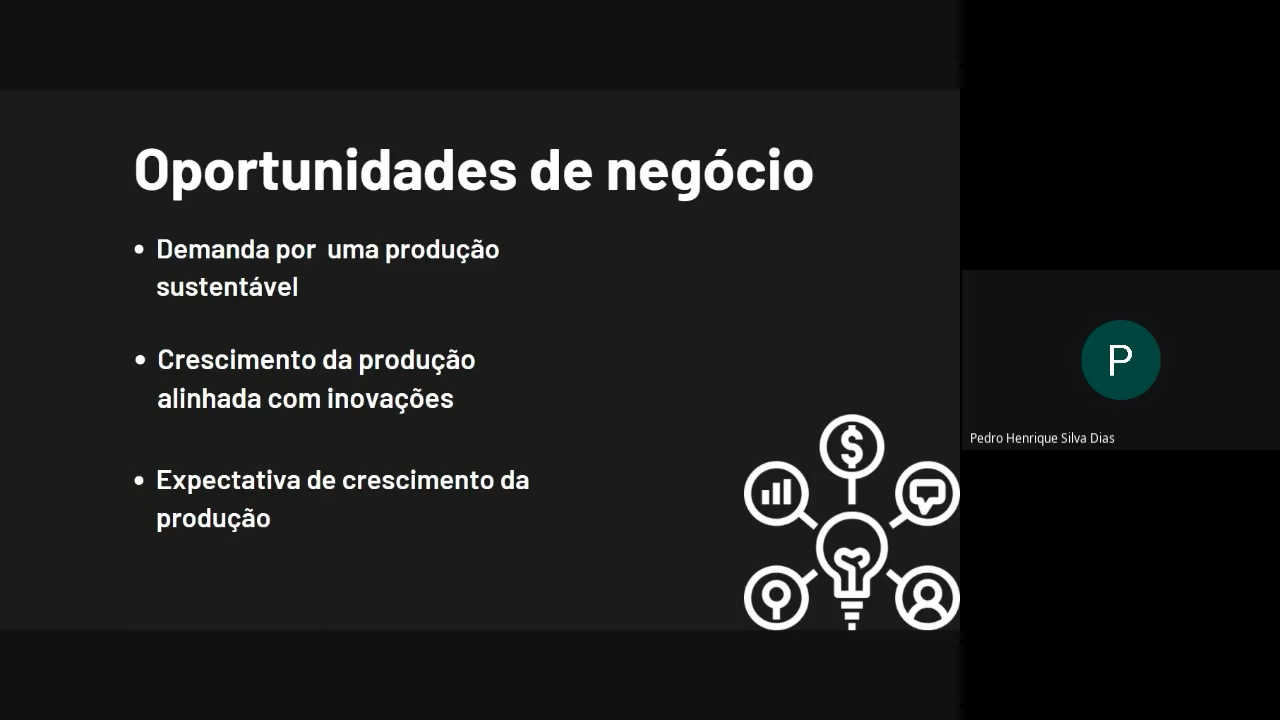 Oportunidades de negócio
• Demanda por  uma produção
sustentável
• Crescimento da produção
alinhada com inovações
• Expectativa de crescimento da
produção
$
P
Pedro Henrique Silva Dias